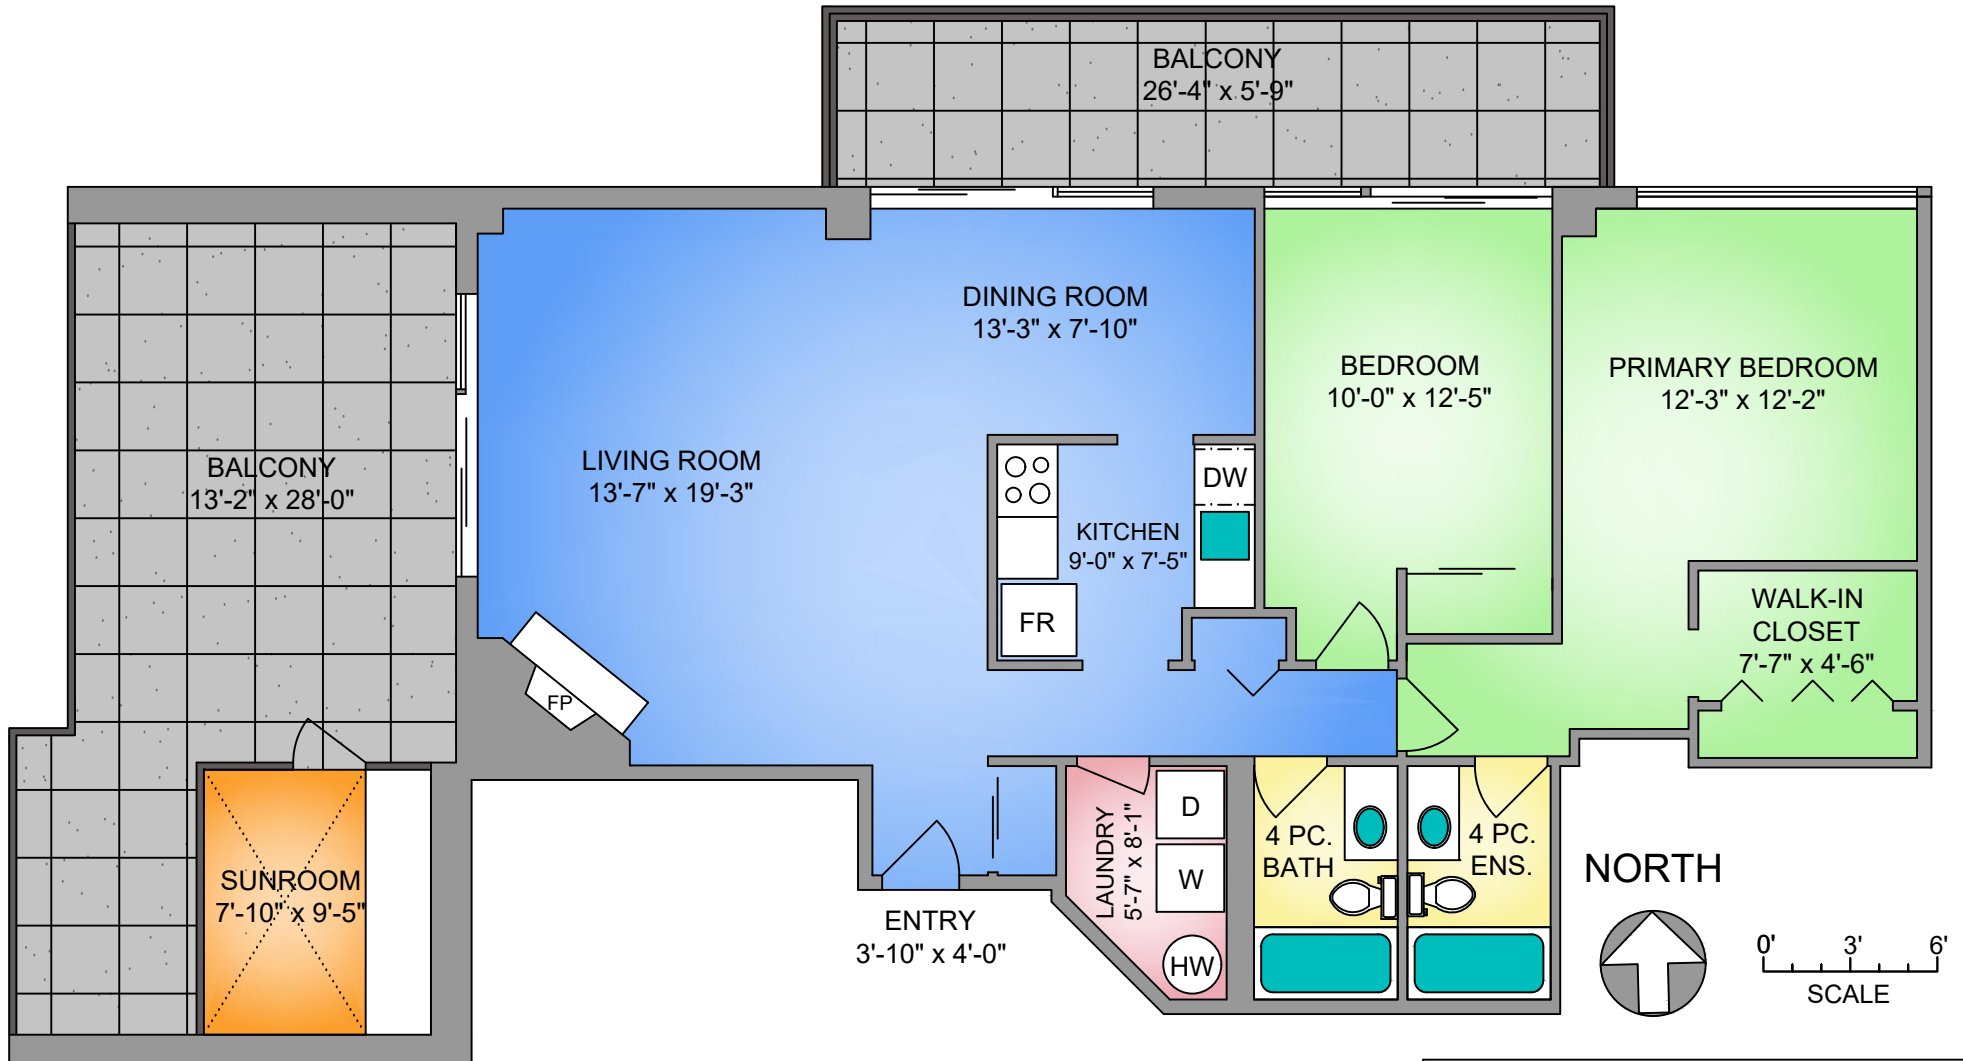 BALCONY
26'-4" x 5'-9"
DINING ROOM
13'-3" x 7'-10"
BEDROOM
10'-0" x 12'-5"
PRIMARY BEDROOM
12'-3" x 12'-2"
BALCONY
13'-2" x 28'-0"
LIVING ROOM
13'-7" x 19'-3"
DW
KITCHEN
9'-0" x 7'-5"
FR
WALK-IN
CLOSET
7'-7" x 4'-6"
FP
SUNROOM
7'-10" x 9'-5"
ENTRY
3'-10" x 4'-0"
LAUNDRY
5'-7" x 8'-1"
D
W
HW
4 PC.
BATH
4 PC.
ENS.
NORTH
0' 3' 6'
SCALE